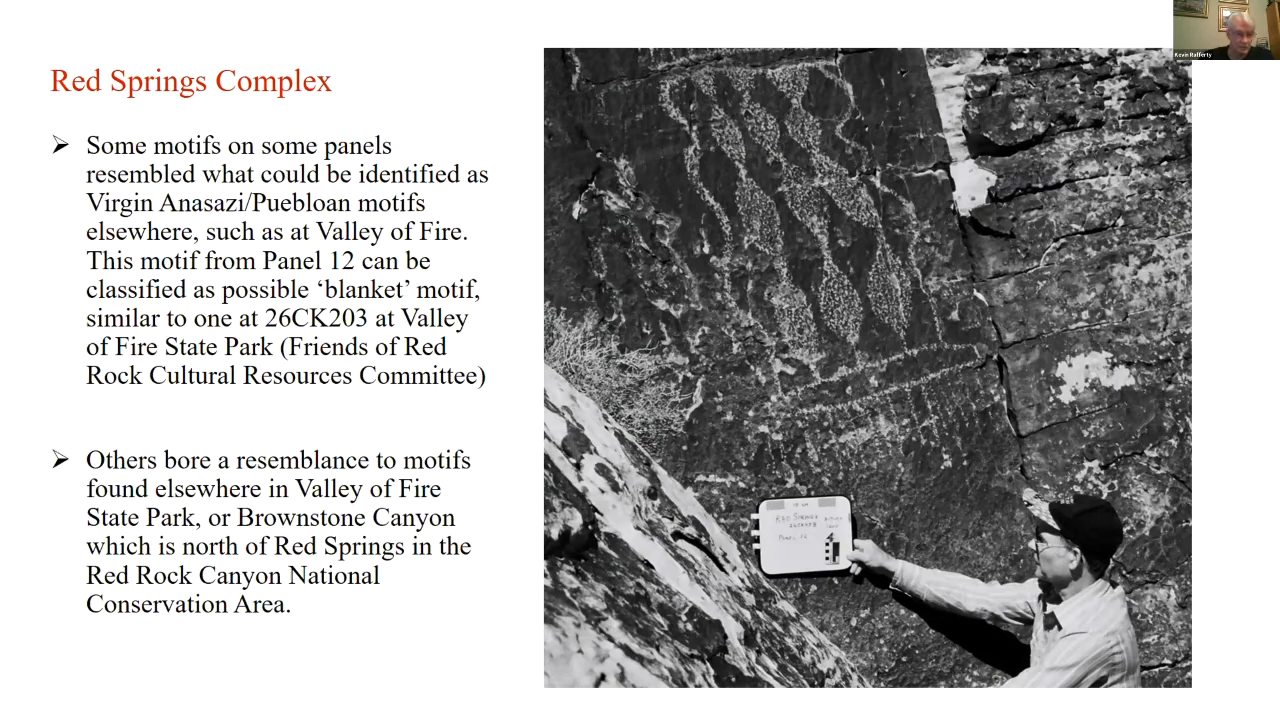 Kevin Rafferty
Red Springs Complex
Some motifs on some panels
resembled what could be identified as
Virgin Anasazi/Puebloan motifs
elsewhere, such as at Valley of Fire.
This motif from Panel 12 can be
classified as possible ‘blanket’ motif,
similar to one at 26CK203 at Valley
of Fire State Park (Friends of Red
Rock Cultural Resources Committee)
Others bore a resemblance to motifs
found elsewhere in Valley of Fire
State Park, or Brownstone Canyon
which is north of Red Springs in the
Red Rock Canyon National
Conservation Area.
Red Springs
Panel